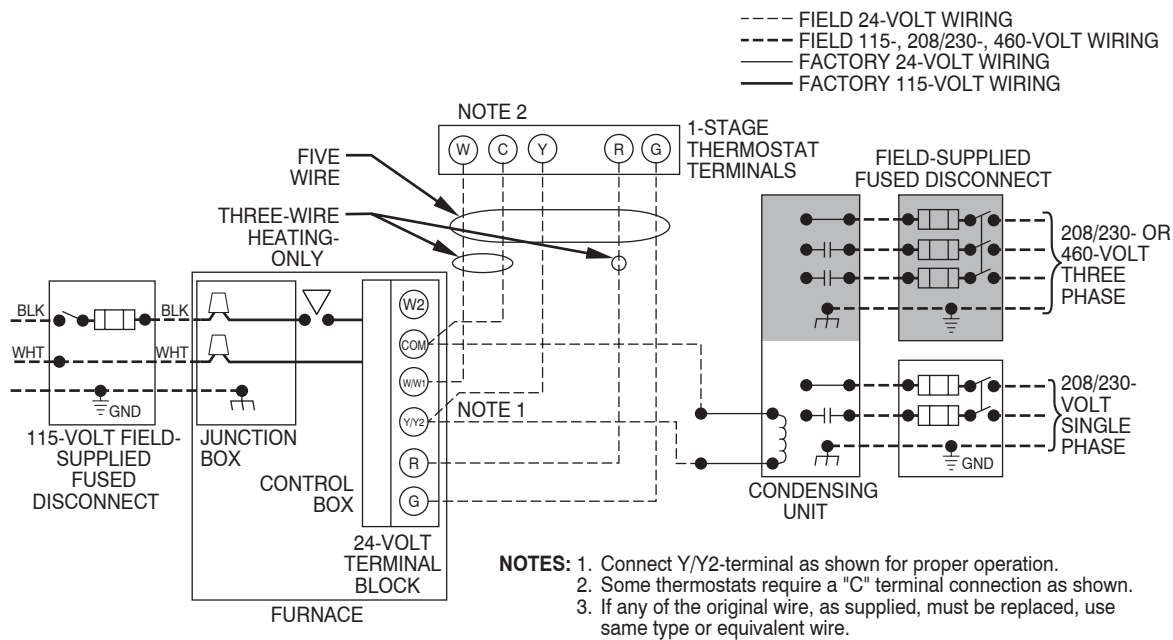 FIELD 24-VOLT WIRING
FIELD 115-, 208/230-, 460-VOLT WIRING
FACTORY 24-VOLT WIRING
FACTORY 115-VOLT WIRING
NOTE 2
W
C
Y
R
G
1-STAGE
THERMOSTAT
TERMINALS
FIVE
WIRE
THREE-WIRE
HEATING-
ONLY
FIELD-SUPPLIED
FUSED DISCONNECT
208/230- OR
460-VOLT
THREE
PHASE
BLK
BLK
WHT
WHT
GND
W2
COM
W/W1
Y/Y2
R
G
NOTE 1
208/230-
VOLT
SINGLE
PHASE
GND
115-VOLT FIELD-
SUPPLIED
FUSED
DISCONNECT
JUNCTION
BOX
CONTROL
BOX
24-VOLT
TERMINAL
BLOCK
FURNACE
CONDENSING
UNIT
NOTES: 1. Connect Y/Y2-terminal as shown for proper operation.
2. Some thermostats require a "C" terminal connection as shown.
3. If any of the original wire, as supplied, must be replaced, use
same type or equivalent wire.